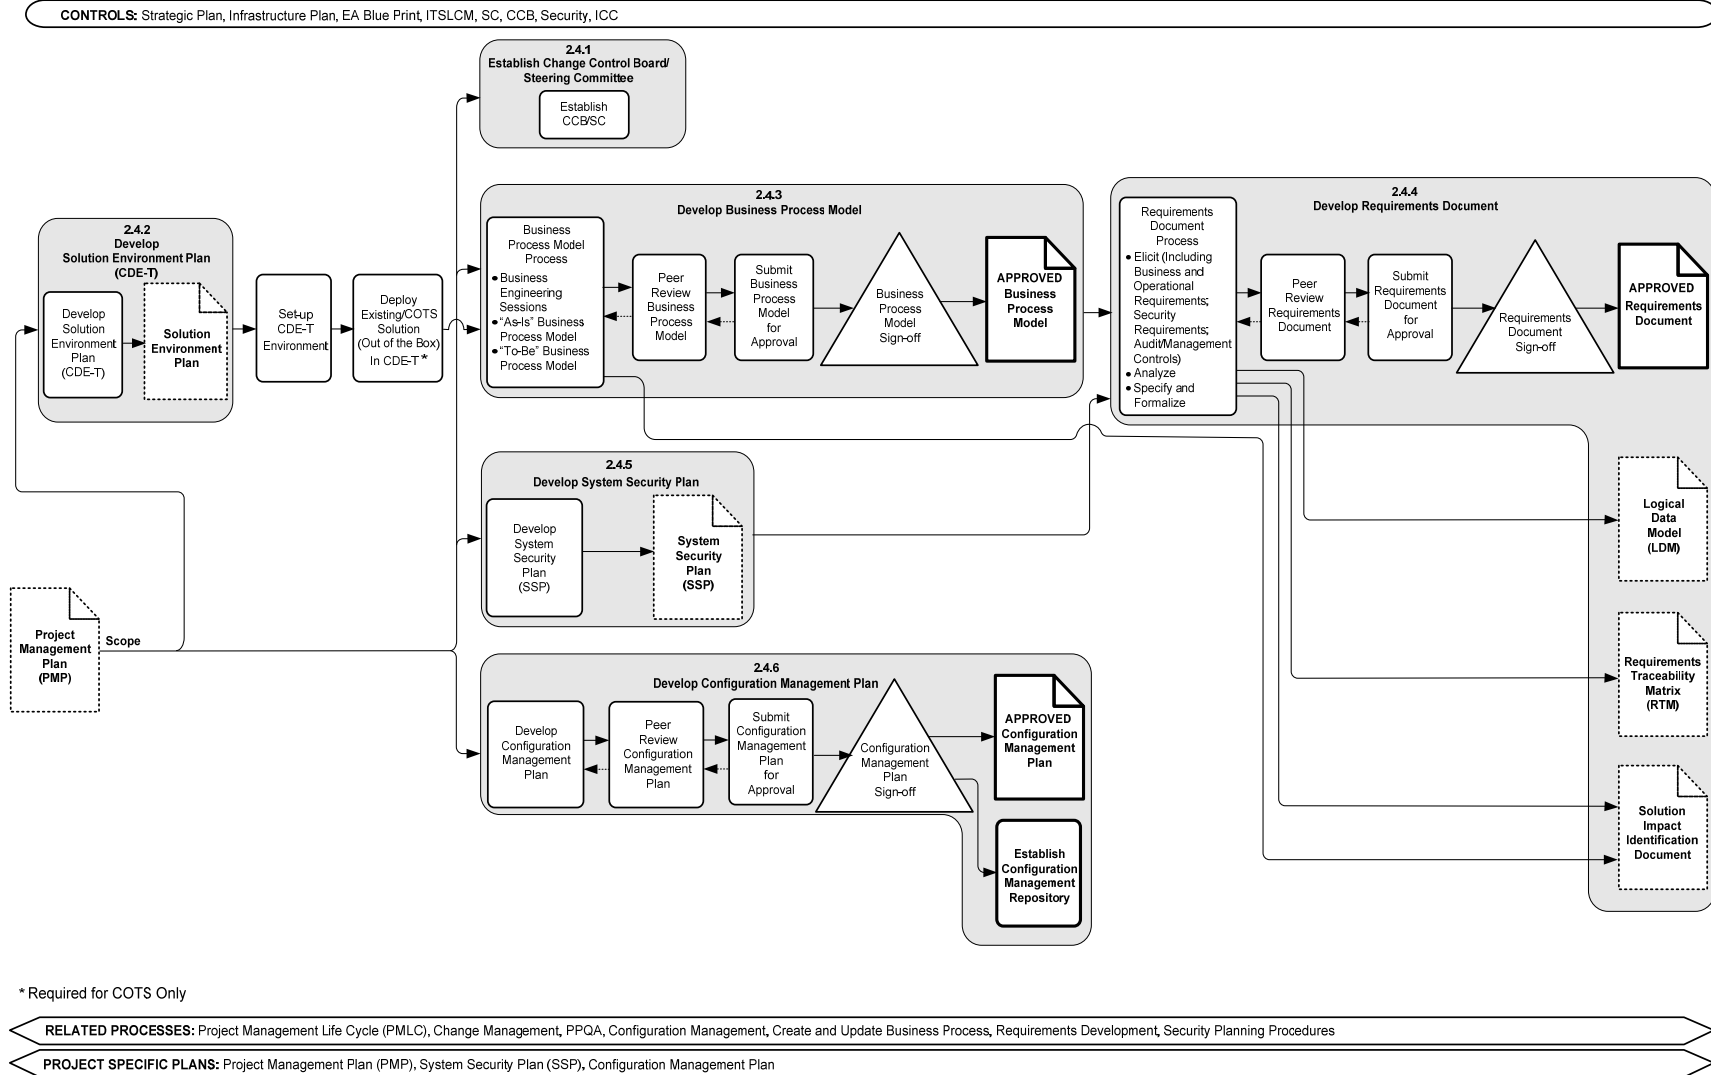 CONTROLS: Strategic Plan, Infrastructure Plan, EA Blue Print, ITSLCM, SC, CCB, Security, ICC
2.4.1
Establish Change Control Board/
Steering Committee
Establish
CCB/SC
2.4.2
Develop
Solution Environment Plan
(CDE-T)
Develop
Solution
Environment
Plan
(CDE-T)
Solution
Environment
Plan
Set-up
CDE-T
Environment
Deploy
Existing/COTS
Solution
(Out of the Box)
In CDE-T *
2.4.3
Develop Business Process Model
Business
Process Model
Process
• Business
Engineering
Sessions
• "As-Is" Business
Process Model
• "To-Be" Business
Process Model
Peer
Review
Business
Process
Model
Submit
Business
Process
Model
for
Approval
Business
Process
Model
Sign-off
APPROVED
Business
Process
Model
2.4.4
Develop Requirements Document
Requirements
Document
Process
• Elicit (Including
Business and
Operational
Requirements;
Security
Requirements;
Audit/Management
Controls)
• Analyze
• Specify and
Formalize
Peer
Review
Requirements
Document
Submit
Requirements
Document
for
Approval
Requirements
Document
Sign-off
APPROVED
Requirements
Document
Logical
Data
Model
(LDM)
Requirements
Traceability
Matrix
(RTM)
Solution
Impact
Identification
Document
2.4.5
Develop System Security Plan
Develop
System
Security
Plan
(SSP)
System
Security
Plan
(SSP)
Project
Management
Plan
(PMP)
Scope
2.4.6
Develop Configuration Management Plan
Develop
Configuration
Management
Plan
Peer
Review
Configuration
Management
Plan
Submit
Configuration
Management
Plan
for
Approval
Configuration
Management
Plan
Sign-off
APPROVED
Configuration
Management
Plan
Establish
Configuration
Management
Repository
* Required for COTS Only
RELATED PROCESSES: Project Management Life Cycle (PMLC), Change Management, PPQA, Configuration Management, Create and Update Business Process, Requirements Development, Security Planning Procedures
PROJECT SPECIFIC PLANS: Project Management Plan (PMP), System Security Plan (SSP), Configuration Management Plan